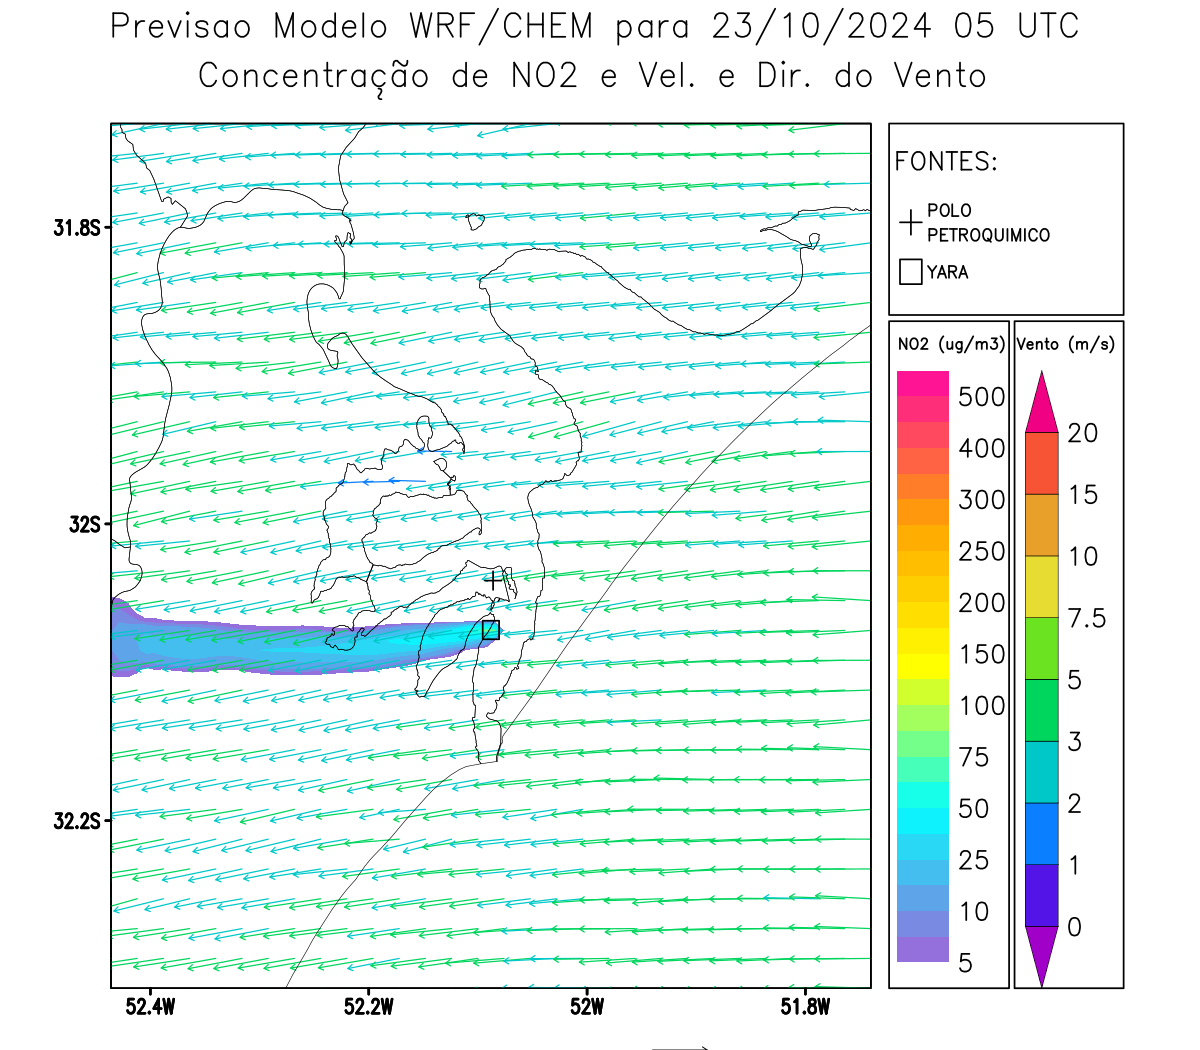 Previsao Modelo WRF/CHEM para 23/10/2024 05 UTC
Concentração de NO2 e Vel. e Dir. do Vento
FONTES:
POLO
PETROQUIMICO
YARA
NO2 (ug/m3)
500
400
300
250
200
150
100
75
50
25
10
5
Vento (m/s)
20
15
10
7.5
5
3
2
1
0
31.8S
32S
32.2S
52.4W
52.2W
52W
51.8W